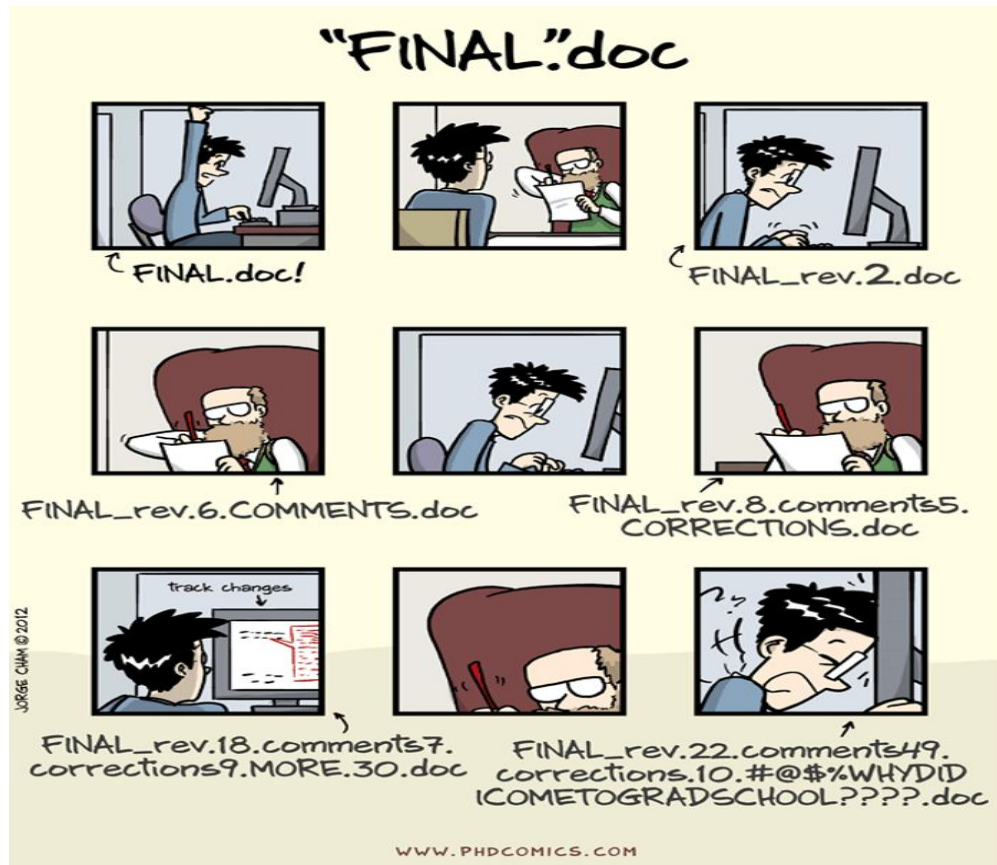 "FINAL".doc
FINAL.doc!
FINAL_rev.2.doc
FINAL_rev.6.COMMENTS.doc
FINAL_rev.8.comments5.
CORRECTIONS.doc
track changes
FINAL_rev.18.comments7.
corrections9.MORE.30.doc
FINAL_rev.22.comments49.
corrections.10.#@$%WHYDID
ICOMETOGRADSCHOOL????.doc
JORGE CHAM © 2012
WWW.PHDCOMICS.COM